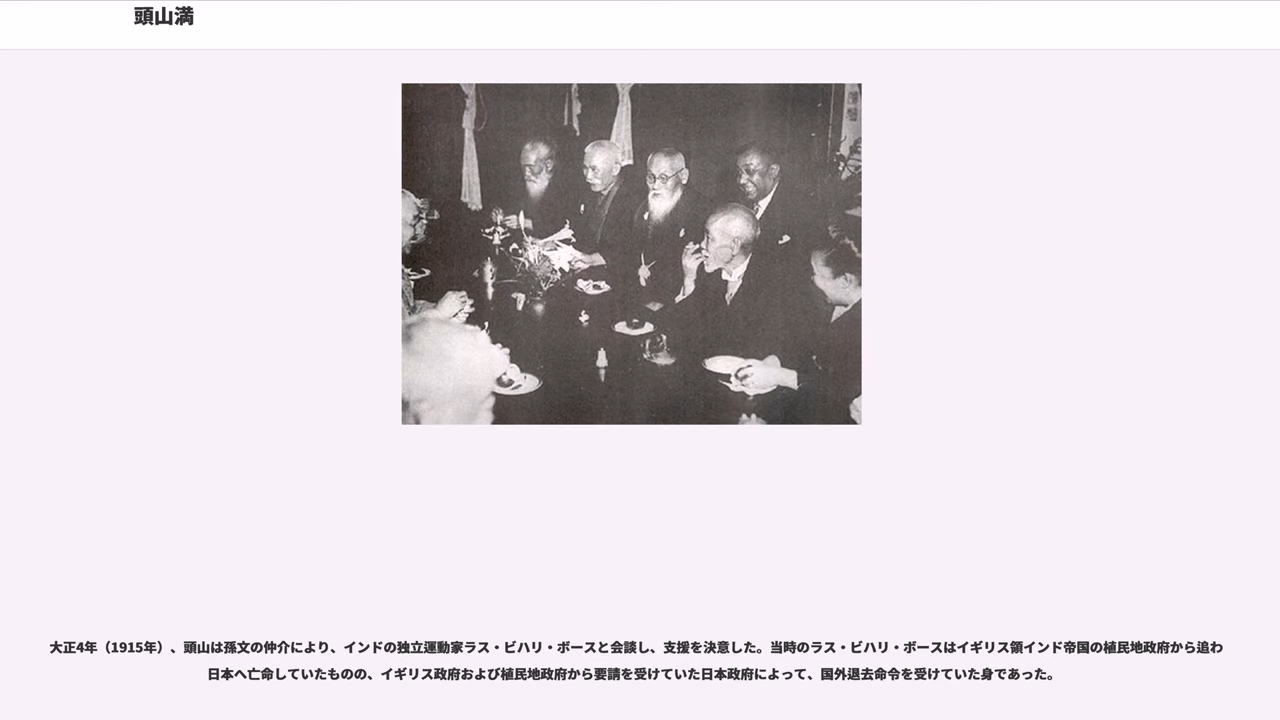 頭山満
大正4年（1915年）、頭山は孫文の仲介により、インドの独立運動家ラス・ビハリ・ボースと会談し、支援を決意した。当時のラス・ビハリ・ボースはイギリス領インド帝国の植民地政府から追わ
日本へ亡命していたものの、イギリス政府および植民地政府から要請を受けていた日本政府によって、国外退去命令を受けていた身であった。